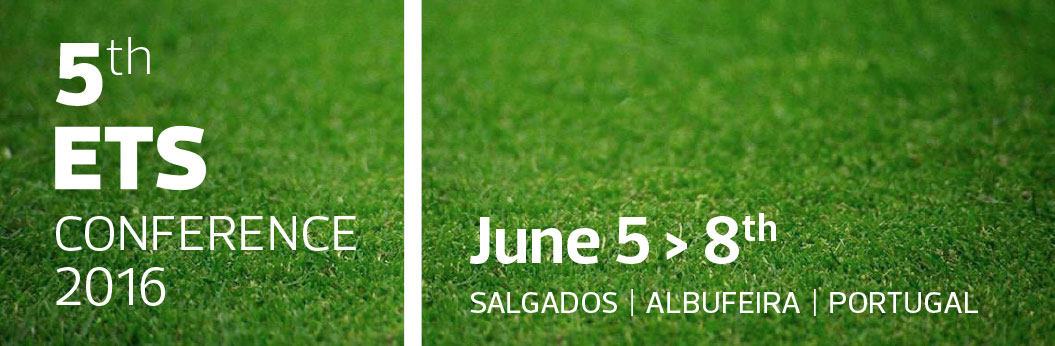 5th
ETS
CONFERENCE
2016
June 5 > 8th
SALGADOS | ALBUFEIRA | PORTUGAL